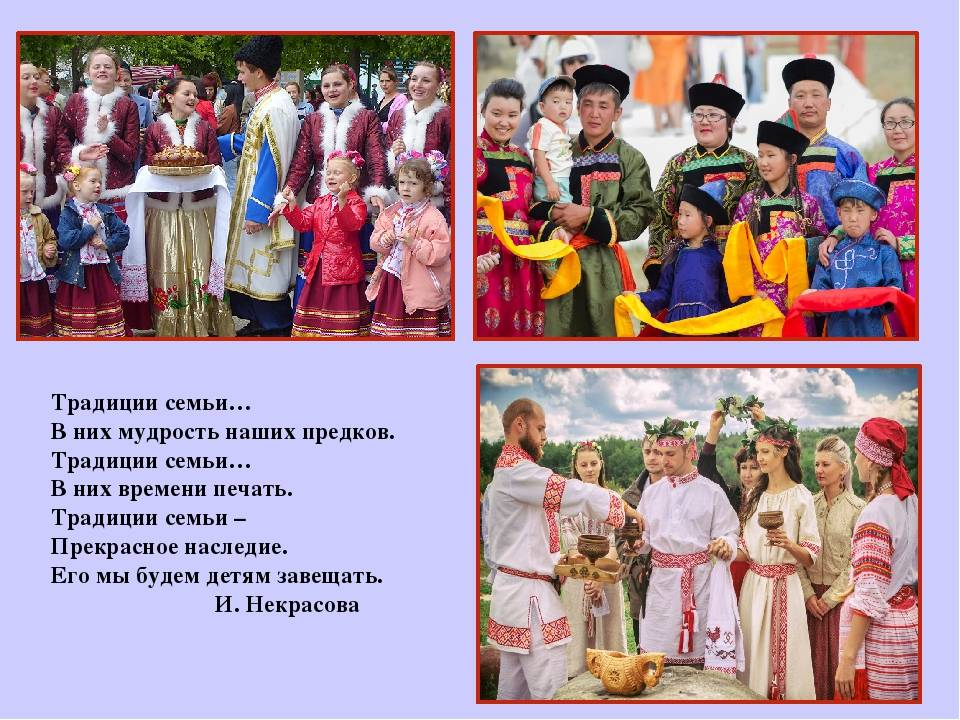 Традиции семьи…
В них мудрость наших предков.
Традиции семьи…
В них времени печать.
Традиции семьи –
Прекрасное наследие.
Его мы будем детям завещать.
И. Некрасова